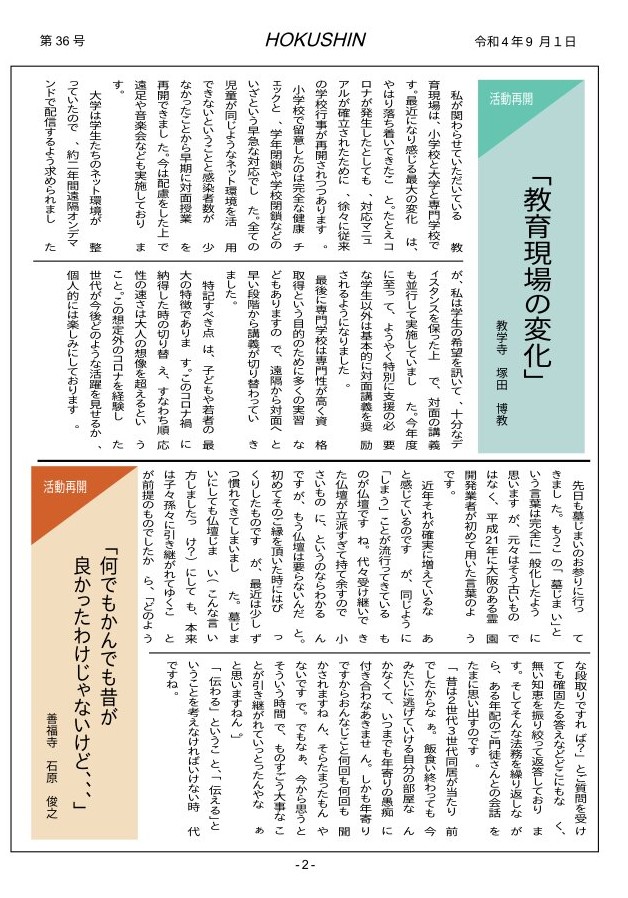 第36号
HOKUSHIN
令和4年9月1日
活動再開
「教育現場の変化」
教学寺 塚田 博教
私が関わらせていただいている 教
育現場は、小学校と大学と専門学校で
す。最近になり感じる最大の変化 は、
やはり落ち着いてきたこ と。たとえコ
ロナが発生したとしても 、対応マニュ
アルが確立されたために 、徐々に従来
の学校行事が再開されつつあります 。
小学校で留意したのは完全な健康 チ
ェックと 、学年閉鎖や学校閉鎖などの
いざという早急な対応でし た。全ての
児童が同じようなネット環境を活 用
できないということと感染者数が 少
なかったことから早期に対面授業 を
再開できまし た。今は配慮をした上で
遠足や音楽会なども実施しており ま
す。
大学は学生たちのネット環境が 整
っていたので 、約二年間遠隔オンデマ
ンドで配信するよう求められまし た
が、私は学生の希望を訊いて 、十分なデ
ィスタンスを保った上 で、対面の講義
も並行して実施していまし た。今年度
に至って、ようやく特別に支援の必 要
な学生以外は基本的に対面講義を 奨 励
されるようになりました 。
最後に専門学校は専門性が高く資 格
取得という目的のために多くの実習 な
どもありますの で、遠隔から対面へと
早い段階から講義が切り替わってい き
ました。
特記すべき点 は、子どもや若者の最
大の特徴でありま す。このコロナ禍 に
納得した時の切り替 え、すなわち順応
性の速さは大人の想像を超えるとい う
こと。この想定外のコロナを経験し た
世代が今後どのような活躍を見せるか、
個人的には楽しみにしております 。
活動再開
「何でもかんでも昔が
良かったわけじゃないけど、、、」
善福寺 石原 俊之
先日も墓じまいのお参りに行っ て
きまし た。もうこ の「墓じま い」と
いう言葉は完全に一般化したよう に
思います が、元々はそう古いもの で
はなく、平成21年に大阪のある霊 園
開発業者が初めて用いた言葉のよ う
です。
近年それが確実に増えているな あ
と感じているのです が、同じように
「しまう」ことが流行ってきている も
のが仏壇です ね。代々受け継いで き
た仏壇が立派すぎて持て余すので 小
さいもの に、というのならわかる ん
ですが、もう仏壇は要らないんだ と。
初めてそのご縁を頂いた時にはび っ
くりしたものです が、最近は少し ず
つ慣れてきてしまいまし た。墓じま
いにしても仏壇じま い（こんな言い
方しましたっ け？）にして も、本来
は子々孫々に引き継がれてゆくこ と
が前提のものでしたか ら、「どのよう
な段取りですれ ば？」とご質問を受け
ても確固たる答えなどどこにもな く、
無い知恵を振り絞って返答しており ま
す。そしてそんな法務を繰り返しな が
ら、ある年配のご門徒さんとの会話 を
たまに思い出すのです 。
「 昔は２世代３世代同居が当たり 前
でしたからな ぁ。飯食い終わっても 今
みたいに逃げていける自分の部屋な ん
かなくて、いつまでも年寄りの愚痴 に
付き合わなあきませ ん。しかも年寄り
ですからおんなじこと何回も何回も 聞
かされますね ん、そらたまったもん や
ないです で。でもなぁ、今から思う と
そういう時間 で、ものすごう大事なこ
とが引き継がれていっとったんやな ぁ
と思いますねん 。」
「伝わる」という と、「伝える」と
いうことを考えなければいけない時 代
ですね。
-2-